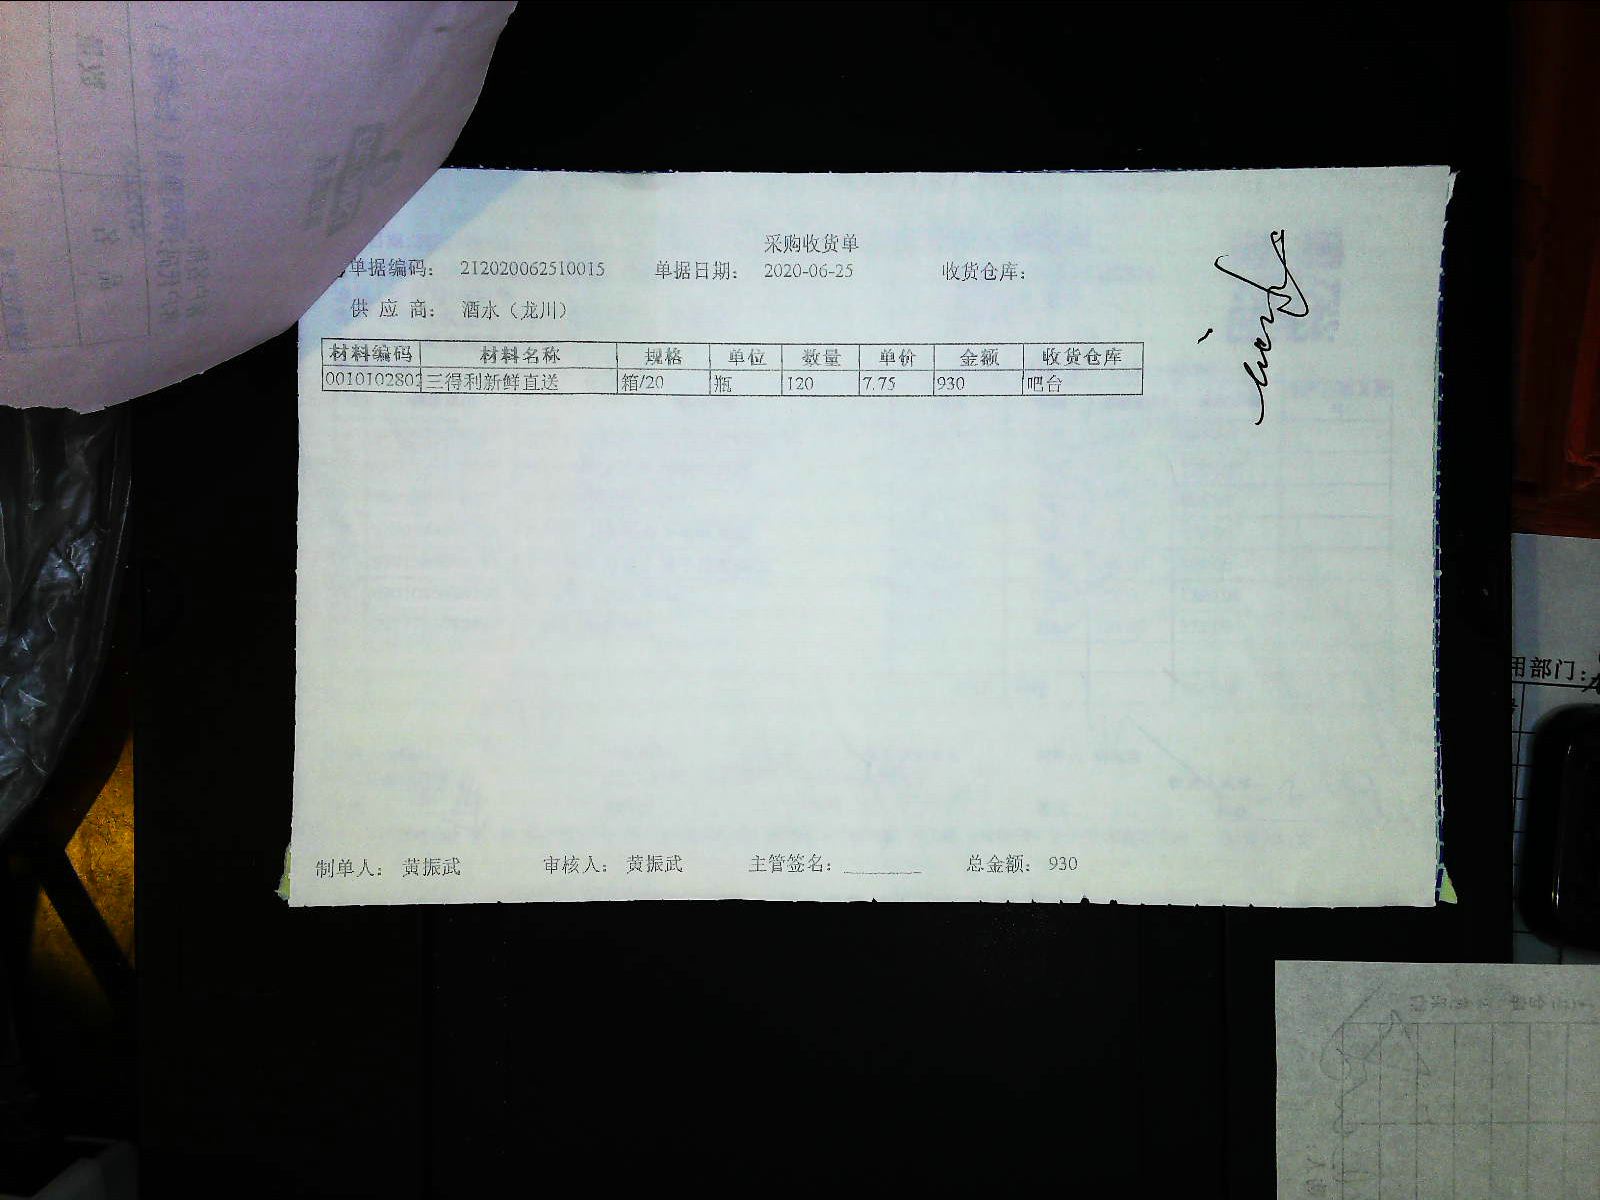 采购收货单
单据编码： 212020062510015 单据日期： 2020-06-25 收货仓库：
供 应 商： 酒水（龙川）
材料编码 材料名称 规格 单位 数量 单价 金额 收货仓库
0010102802 三得利新鲜直送 箱/20 瓶 120 7.75 930 吧台
制单人： 黄振武 审核人： 黄振武 主管签名： 总金额： 930
用部门：